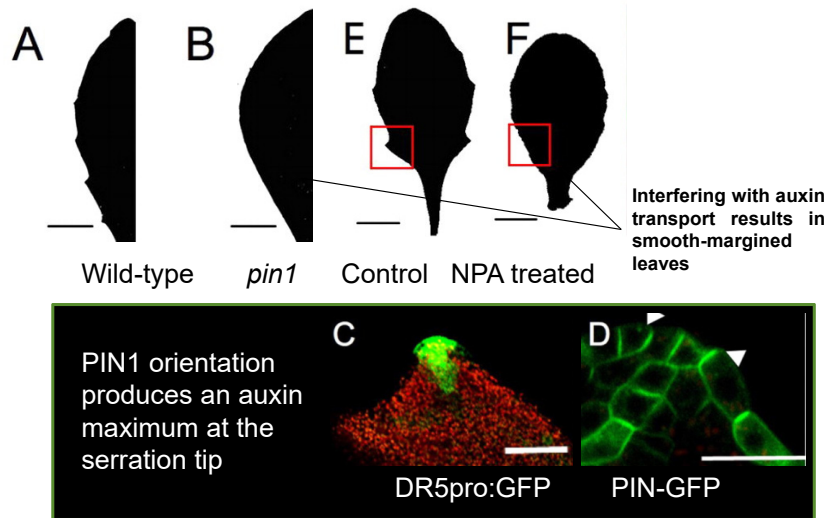 A
B
E
F
Interfering with auxin
transport results in
smooth-margined
leaves
Wild-type
pin1
Control
NPA treated
PIN1 orientation
produces an auxin
maximum at the
serration tip
C
D
DR5pro:GFP
PIN-GFP